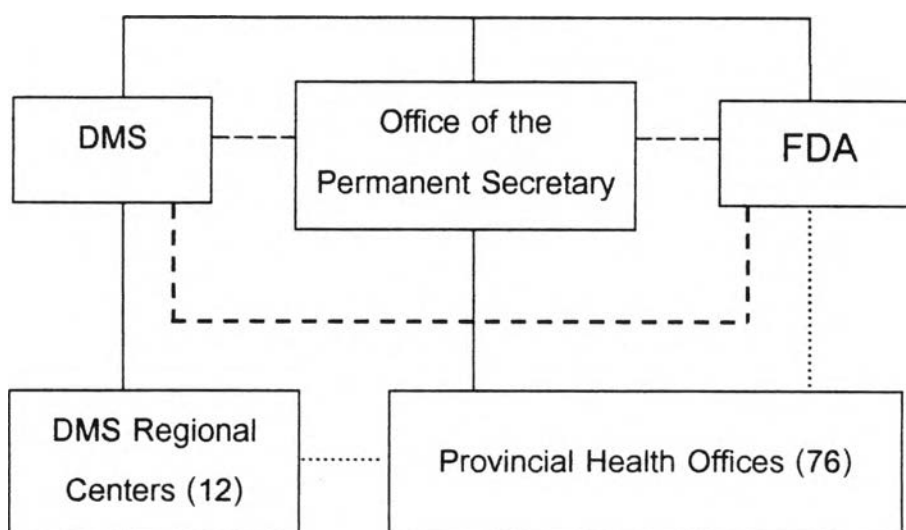 DMS
Office of the
Permanent Secretary
FDA
DMS Regional
Centers (12)
Provincial Health Offices (76)